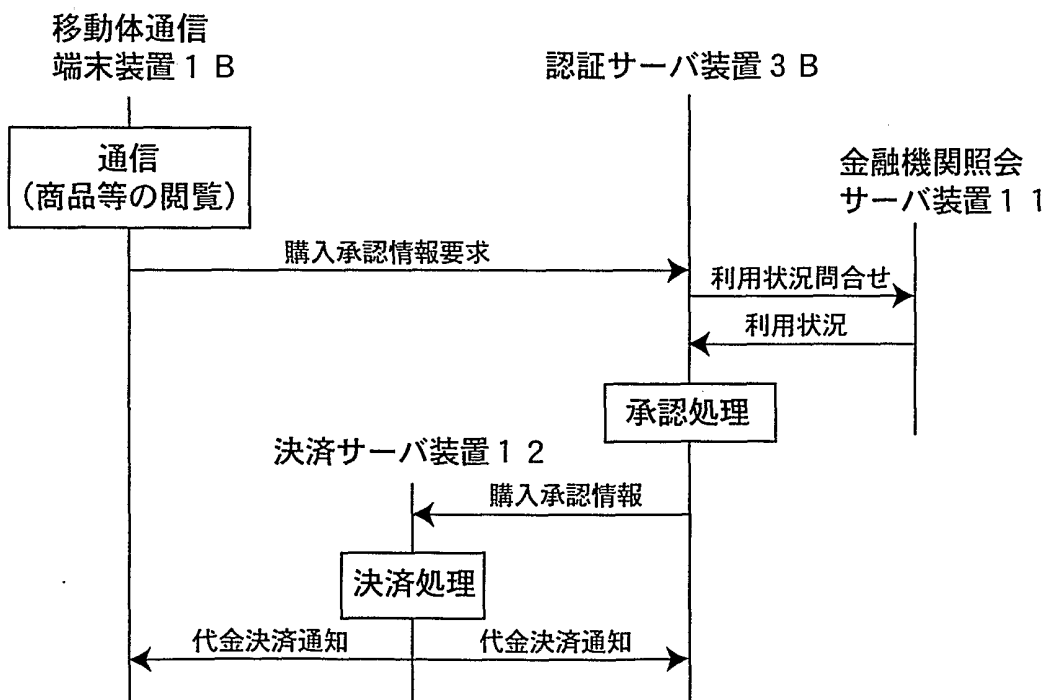 移動体通信
端末装置１Ｂ
認証サーバ装置３Ｂ
通信
（商品等の閲覧）
金融機関照会
サーバ装置１１
購入承認情報要求
利用状況問合せ
利用状況
承認処理
決済サーバ装置１２
購入承認情報
決済処理
代金決済通知
代金決済通知